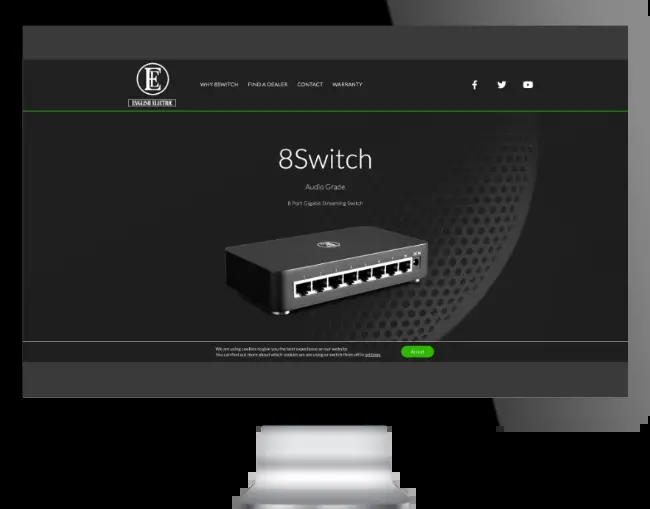 E E
ENGLISH ELECTRIC
WHY 8SWITCH FIND A DEALER CONTACT WARRANTY
8Switch
Audio Grade
8 Port Gigabit Streaming Switch
We are using cookies to give you the best experience on our website.
You can find out more about which cookies we are using or switch them off in settings.
Accept